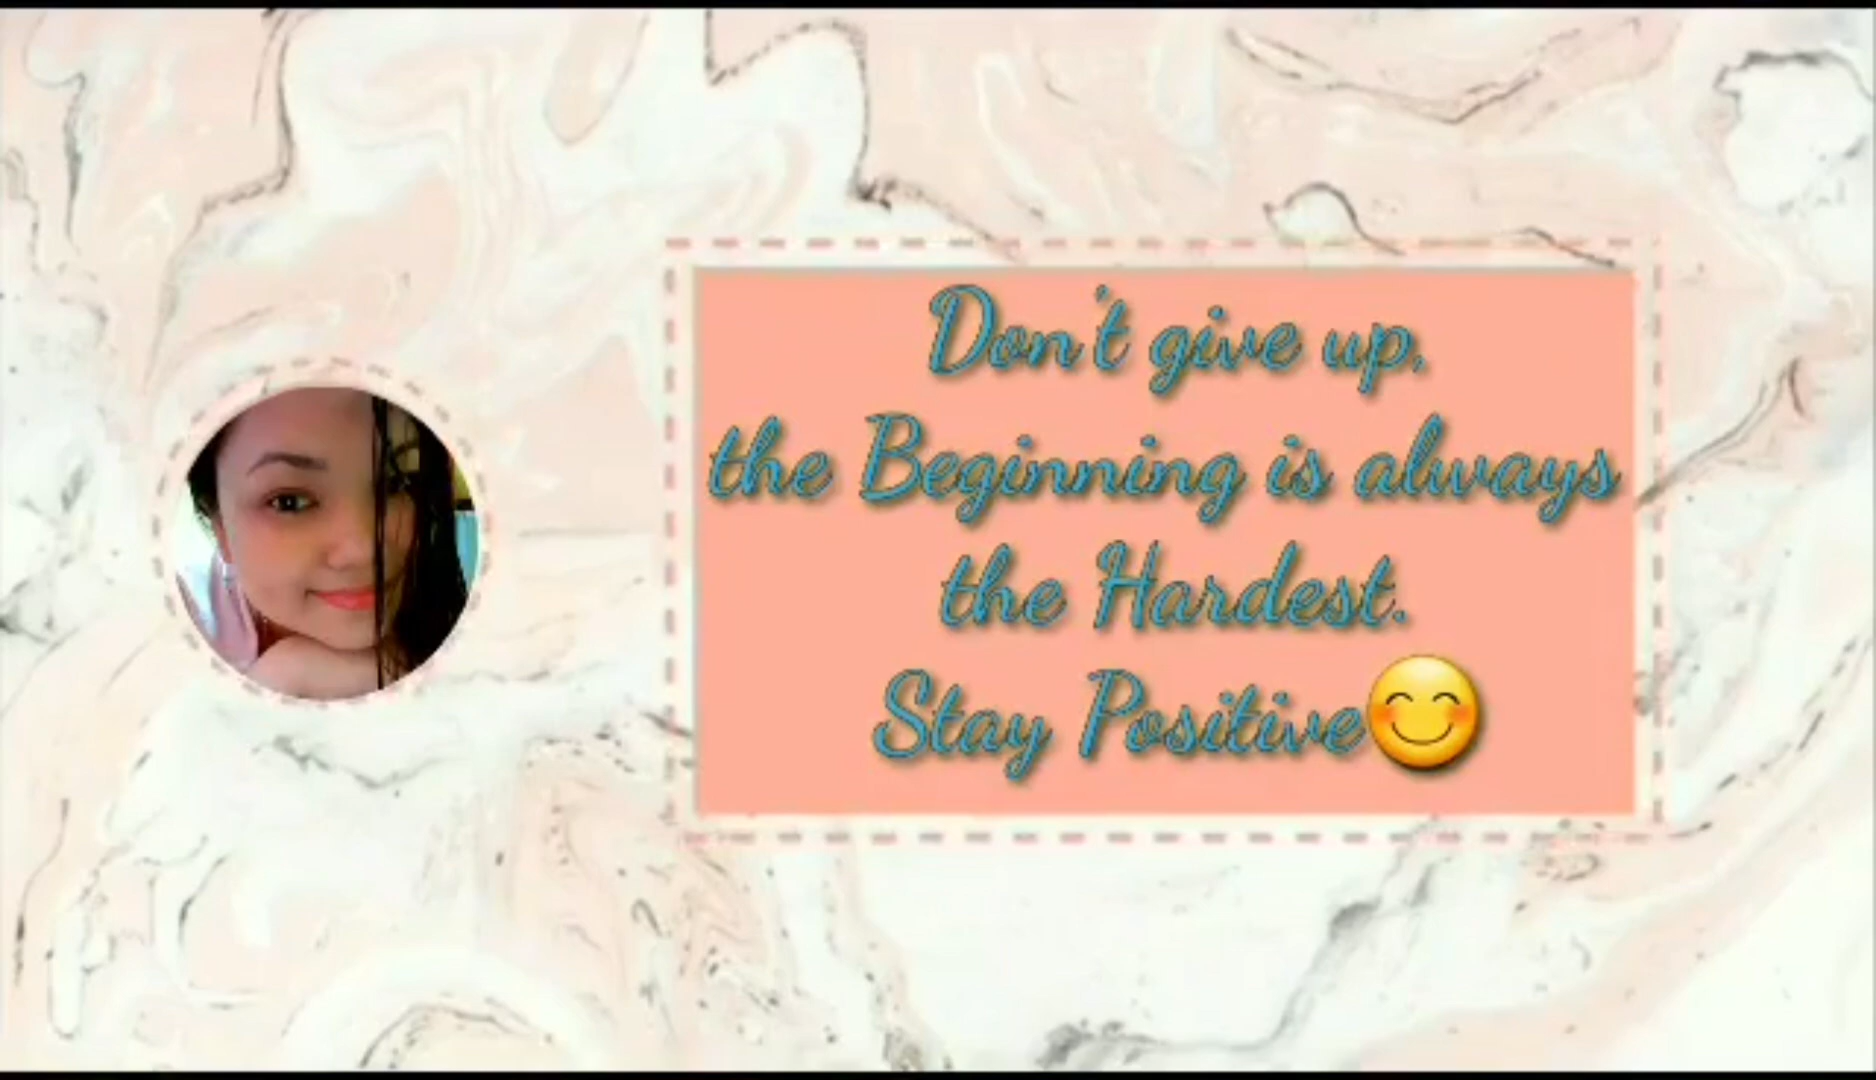 Don't give up,
the Beginning is always
the Hardest.
Stay Positive😊